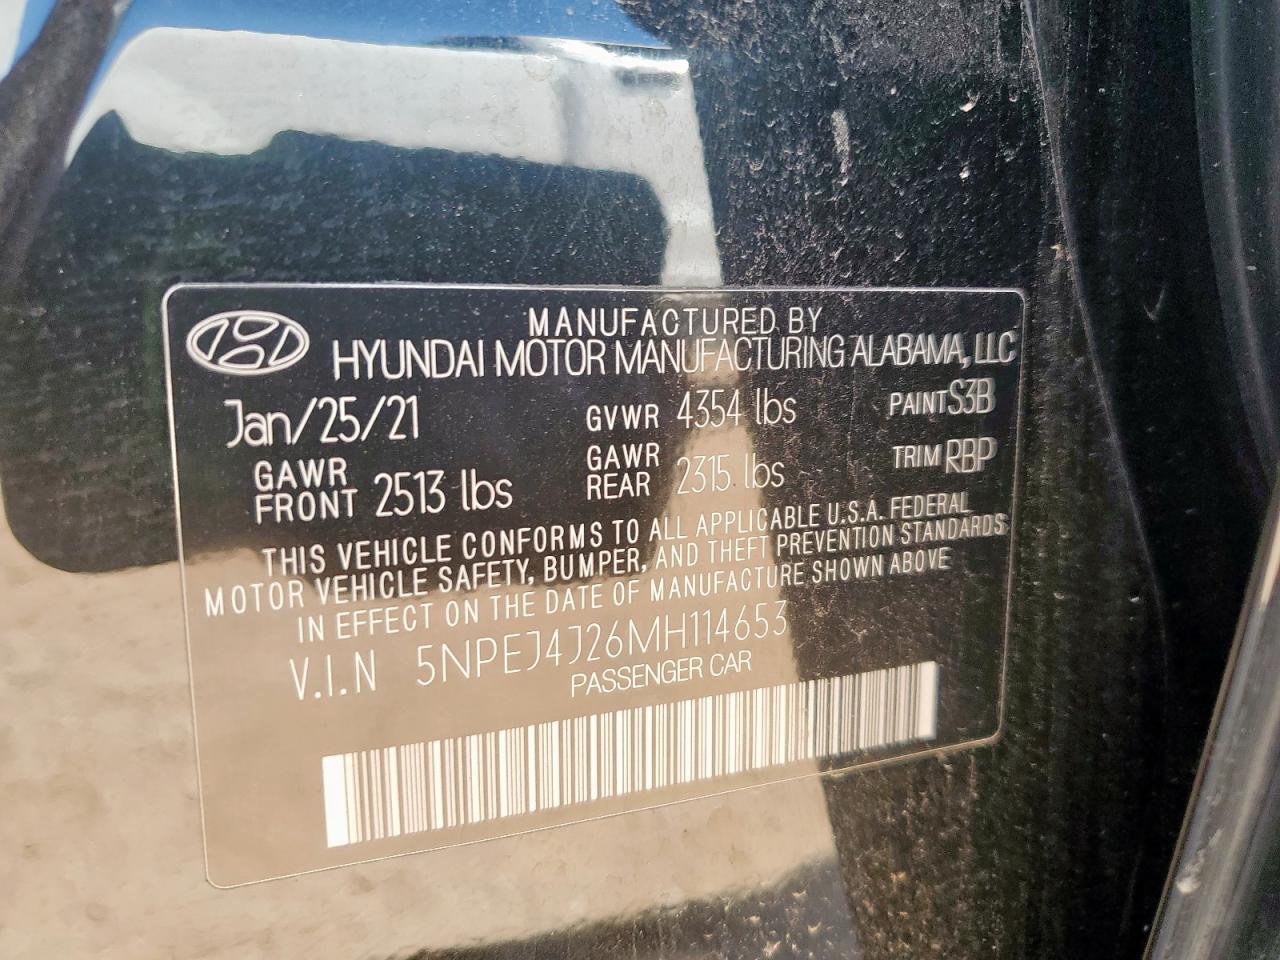 MANUFACTURED BY
HYUNDAI MOTOR MANUFACTURING ALABAMA, LLC
Jan/25/21 GVWR 4354 lbs PAINT S3B
GAWR FRONT 2513 lbs GAWR REAR 2315 lbs TRIM RBP
THIS VEHICLE CONFORMS TO ALL APPLICABLE U.S.A. FEDERAL
MOTOR VEHICLE SAFETY, BUMPER, AND THEFT PREVENTION STANDARDS
IN EFFECT ON THE DATE OF MANUFACTURE SHOWN ABOVE
V.I.N 5NPEJ4J26MH114653
PASSENGER CAR